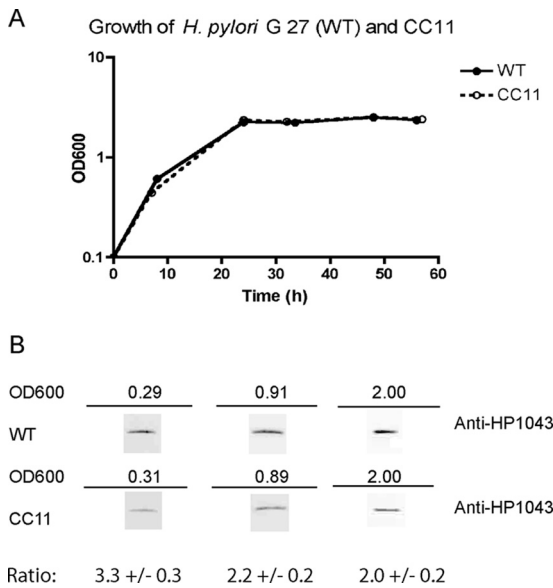 A
Growth of H. pylori G 27 (WT) and CC11
10
1
0.1
OD600
0 10 20 30 40 50 60
Time (h)
WT
CC11
B
OD600 0.29 0.91 2.00
WT Anti-HP1043
OD600 0.31 0.89 2.00
CC11 Anti-HP1043
Ratio: 3.3 +/- 0.3 2.2 +/- 0.2 2.0 +/- 0.2